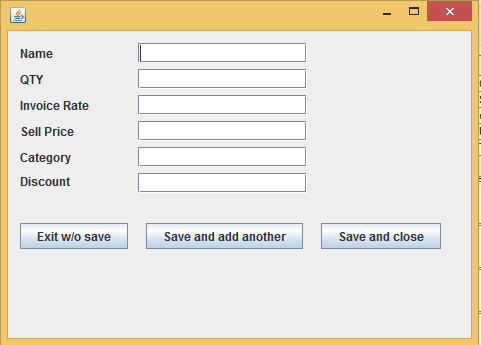 Name
QTY
Invoice Rate
Sell Price
Category
Discount
Exit w/o save Save and add another Save and close